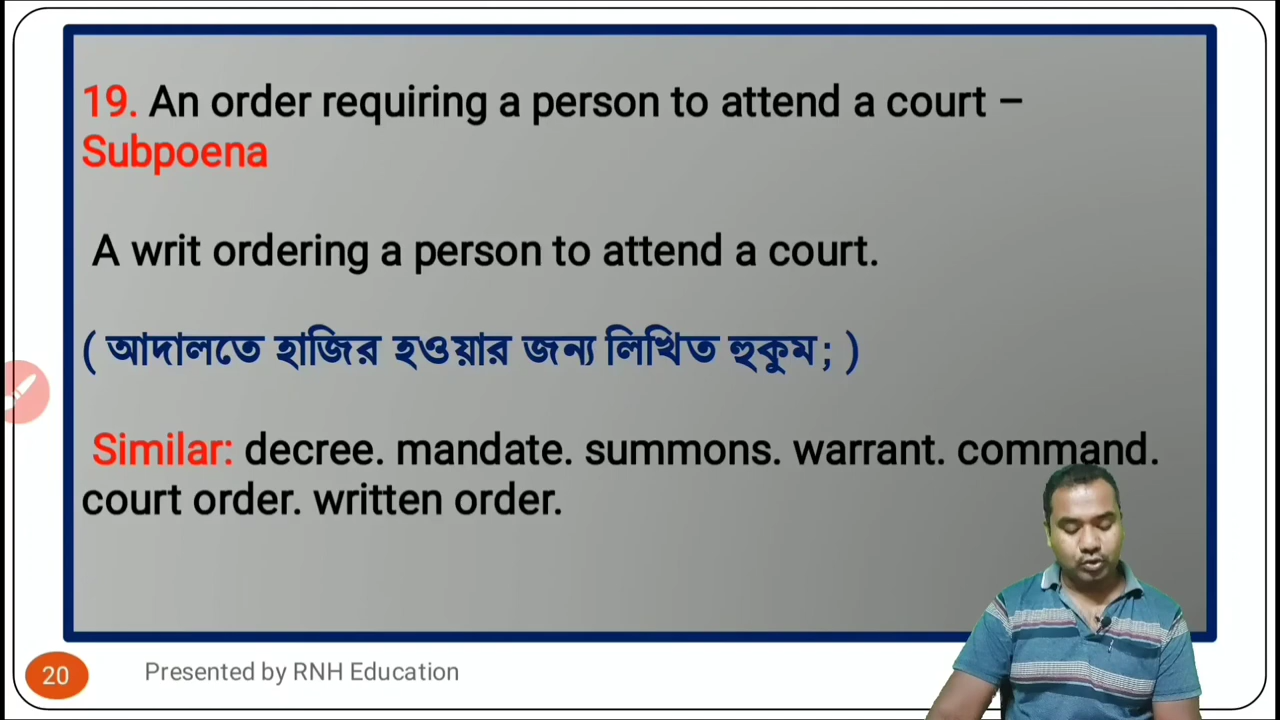 19. An order requiring a person to attend a court –
Subpoena
A writ ordering a person to attend a court.
( আদালতে হাজির হওয়ার জন্য লিখিত হুকুম; )
Similar: decree. mandate. summons. warrant. command.
court order. written order.
20 Presented by RNH Education